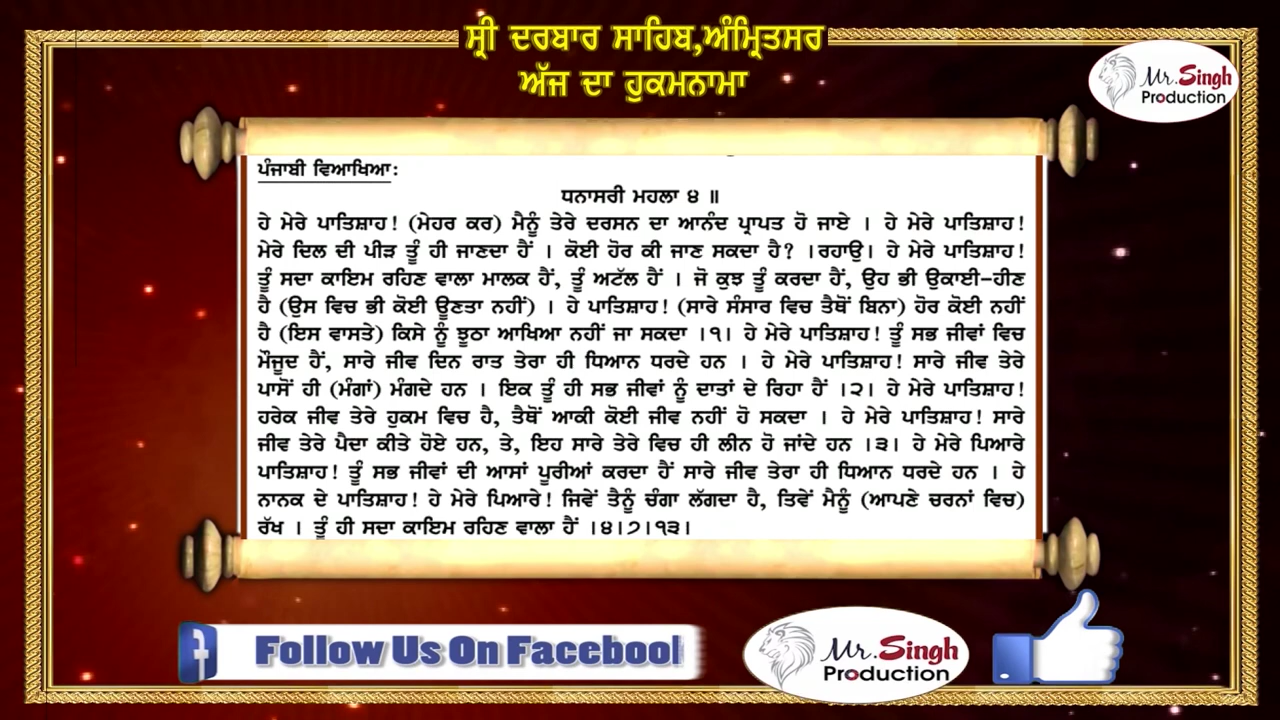 ਸ੍ਰੀ ਦਰਬਾਰ ਸਾਹਿਬ,ਅੰਮ੍ਰਿਤਸਰ
ਅੱਜ ਦਾ ਹੁਕਮਨਾਮਾ
Mr.Singh
Production
ਪੰਜਾਬੀ ਵਿਆਖਿਆ:
ਧਨਾਸਰੀ ਮਹਲਾ ੪ ॥
ਹੇ ਮੇਰੇ ਪਾਤਿਸ਼ਾਹ! (ਮੇਹਰ ਕਰ) ਮੈਨੂੰ ਤੇਰੇ ਦਰਸਨ ਦਾ ਆਨੰਦ ਪ੍ਰਾਪਤ ਹੋ ਜਾਏ । ਹੇ ਮੇਰੇ ਪਾਤਿਸ਼ਾਹ!
ਮੇਰੇ ਦਿਲ ਦੀ ਪੀੜ ਤੂੰ ਹੀ ਜਾਣਦਾ ਹੈਂ । ਕੋਈ ਹੋਰ ਕੀ ਜਾਣ ਸਕਦਾ ਹੈ? ।ਰਹਾਉ। ਹੇ ਮੇਰੇ ਪਾਤਿਸ਼ਾਹ!
ਤੂੰ ਸਦਾ ਕਾਇਮ ਰਹਿਣ ਵਾਲਾ ਮਾਲਕ ਹੈਂ, ਤੂੰ ਅਟੱਲ ਹੈਂ । ਜੋ ਕੁਝ ਤੂੰ ਕਰਦਾ ਹੈਂ, ਉਹ ਭੀ ਉਕਾਈ-ਹੀਣ
ਹੈ (ਉਸ ਵਿਚ ਭੀ ਕੋਈ ਊਣਤਾ ਨਹੀਂ) । ਹੇ ਪਾਤਿਸ਼ਾਹ! (ਸਾਰੇ ਸੰਸਾਰ ਵਿਚ ਤੈਥੋਂ ਬਿਨਾ) ਹੋਰ ਕੋਈ ਨਹੀਂ
ਹੈ (ਇਸ ਵਾਸਤੇ) ਕਿਸੇ ਨੂੰ ਝੂਠਾ ਆਖਿਆ ਨਹੀਂ ਜਾ ਸਕਦਾ ।੧। ਹੇ ਮੇਰੇ ਪਾਤਿਸ਼ਾਹ! ਤੂੰ ਸਭ ਜੀਵਾਂ ਵਿਚ
ਮੌਜੂਦ ਹੈਂ, ਸਾਰੇ ਜੀਵ ਦਿਨ ਰਾਤ ਤੇਰਾ ਹੀ ਧਿਆਨ ਧਰਦੇ ਹਨ । ਹੇ ਮੇਰੇ ਪਾਤਿਸ਼ਾਹ! ਸਾਰੇ ਜੀਵ ਤੇਰੇ
ਪਾਸੋਂ ਹੀ (ਮੰਗਾਂ) ਮੰਗਦੇ ਹਨ । ਇਕ ਤੂੰ ਹੀ ਸਭ ਜੀਵਾਂ ਨੂੰ ਦਾਤਾਂ ਦੇ ਰਿਹਾ ਹੈਂ ।੨। ਹੇ ਮੇਰੇ ਪਾਤਿਸ਼ਾਹ!
ਹਰੇਕ ਜੀਵ ਤੇਰੇ ਹੁਕਮ ਵਿਚ ਹੈ, ਤੈਥੋਂ ਆਕੀ ਕੋਈ ਜੀਵ ਨਹੀਂ ਹੋ ਸਕਦਾ । ਹੇ ਮੇਰੇ ਪਾਤਿਸ਼ਾਹ! ਸਾਰੇ
ਜੀਵ ਤੇਰੇ ਪੈਦਾ ਕੀਤੇ ਹੋਏ ਹਨ, ਤੇ, ਇਹ ਸਾਰੇ ਤੇਰੇ ਵਿਚ ਹੀ ਲੀਨ ਹੋ ਜਾਂਦੇ ਹਨ ।੩। ਹੇ ਮੇਰੇ ਪਿਆਰੇ
ਪਾਤਿਸ਼ਾਹ! ਤੂੰ ਸਭ ਜੀਵਾਂ ਦੀ ਆਸਾਂ ਪੂਰੀਆਂ ਕਰਦਾ ਹੈਂ ਸਾਰੇ ਜੀਵ ਤੇਰਾ ਹੀ ਧਿਆਨ ਧਰਦੇ ਹਨ । ਹੇ
ਨਾਨਕ ਦੇ ਪਾਤਿਸ਼ਾਹ! ਹੇ ਮੇਰੇ ਪਿਆਰੇ! ਜਿਵੇਂ ਤੈਨੂੰ ਚੰਗਾ ਲੱਗਦਾ ਹੈ, ਤਿਵੇਂ ਮੈਨੂੰ (ਆਪਣੇ ਚਰਨਾਂ ਵਿਚ)
ਰੱਖ । ਤੂੰ ਹੀ ਸਦਾ ਕਾਇਮ ਰਹਿਣ ਵਾਲਾ ਹੈਂ ।੪।੭।੧੩।
Follow Us On Facebook
Mr.Singh
Production